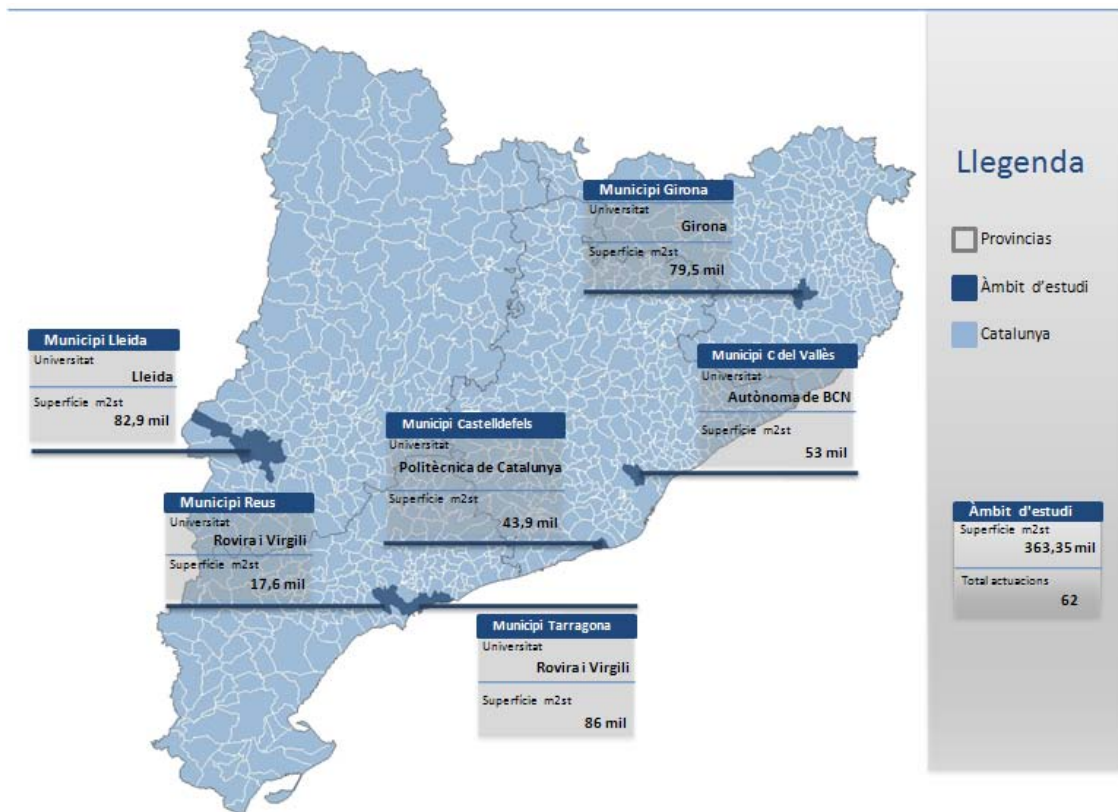 Municipi Girona
Universitat
Girona
Superfície m2st
79,5 mil
Municipi Lleida
Universitat
Lleida
Superfície m2st
82,9 mil
Municipi C del Vallès
Universitat
Autònoma de BCN
Superfície m2st
53 mil
Municipi Castelldefels
Universitat
Politècnica de Catalunya
Superfície m2st
43,9 mil
Municipi Reus
Universitat
Rovira i Virgili
Superfície m2st
17,6 mil
Municipi Tarragona
Universitat
Rovira i Virgili
Superfície m2st
86 mil
Llegenda
Provincias
Àmbit d'estudi
Catalunya
Àmbit d'estudi
Superfície m2st
363,35 mil
Total actuacions
62